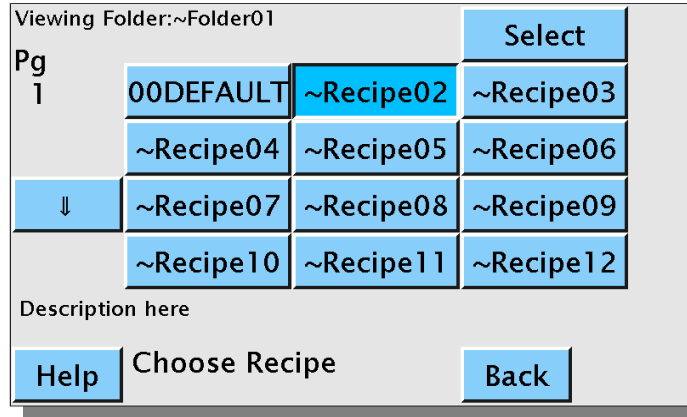 Viewing Folder:~Folder01
Select
Pg
1
00DEFAULT ~Recipe02 ~Recipe03
~Recipe04 ~Recipe05 ~Recipe06
⇓ ~Recipe07 ~Recipe08 ~Recipe09
~Recipe10 ~Recipe11 ~Recipe12
Description here
Help Choose Recipe Back